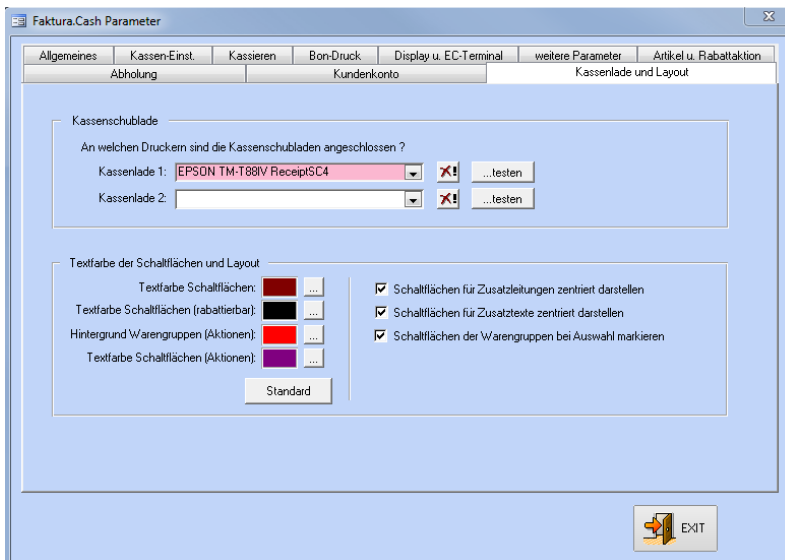 Faktura.Cash Parameter
Allgemeines Kassen-Einst. Kassieren Bon-Druck Display u. EC-Terminal weitere Parameter Artikel u. Rabattaktion
Abholung Kundenkonto Kassenlade und Layout
Kassenschublade
An welchen Druckern sind die Kassenschubladen angeschlossen ?
Kassenlade 1: EPSON TM-T88IV ReceiptSC4 ...testen
Kassenlade 2: ...testen
Textfarbe der Schaltflächen und Layout
Textfarbe Schaltflächen: ... Schaltflächen für Zusatzleitungen zentriert darstellen
Textfarbe Schaltflächen (rabattierbar): ... Schaltflächen für Zusatztexte zentriert darstellen
Hintergrund Warengruppen (Aktionen): ... Schaltflächen der Warengruppen bei Auswahl markieren
Textfarbe Schaltflächen (Aktionen): ...
Standard
EXIT